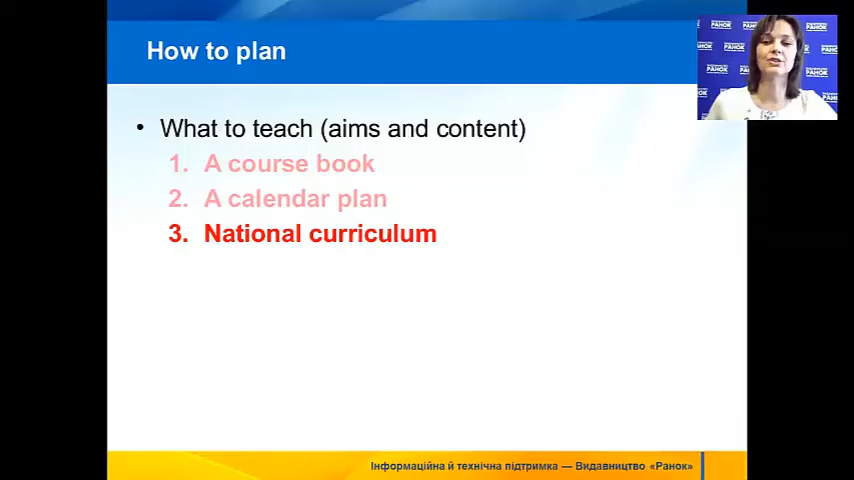 How to plan
• What to teach (aims and content)
1. A course book
2. A calendar plan
3. National curriculum
Інформаційна й технічна підтримка — Видавництво «Ранок»
РАНОК